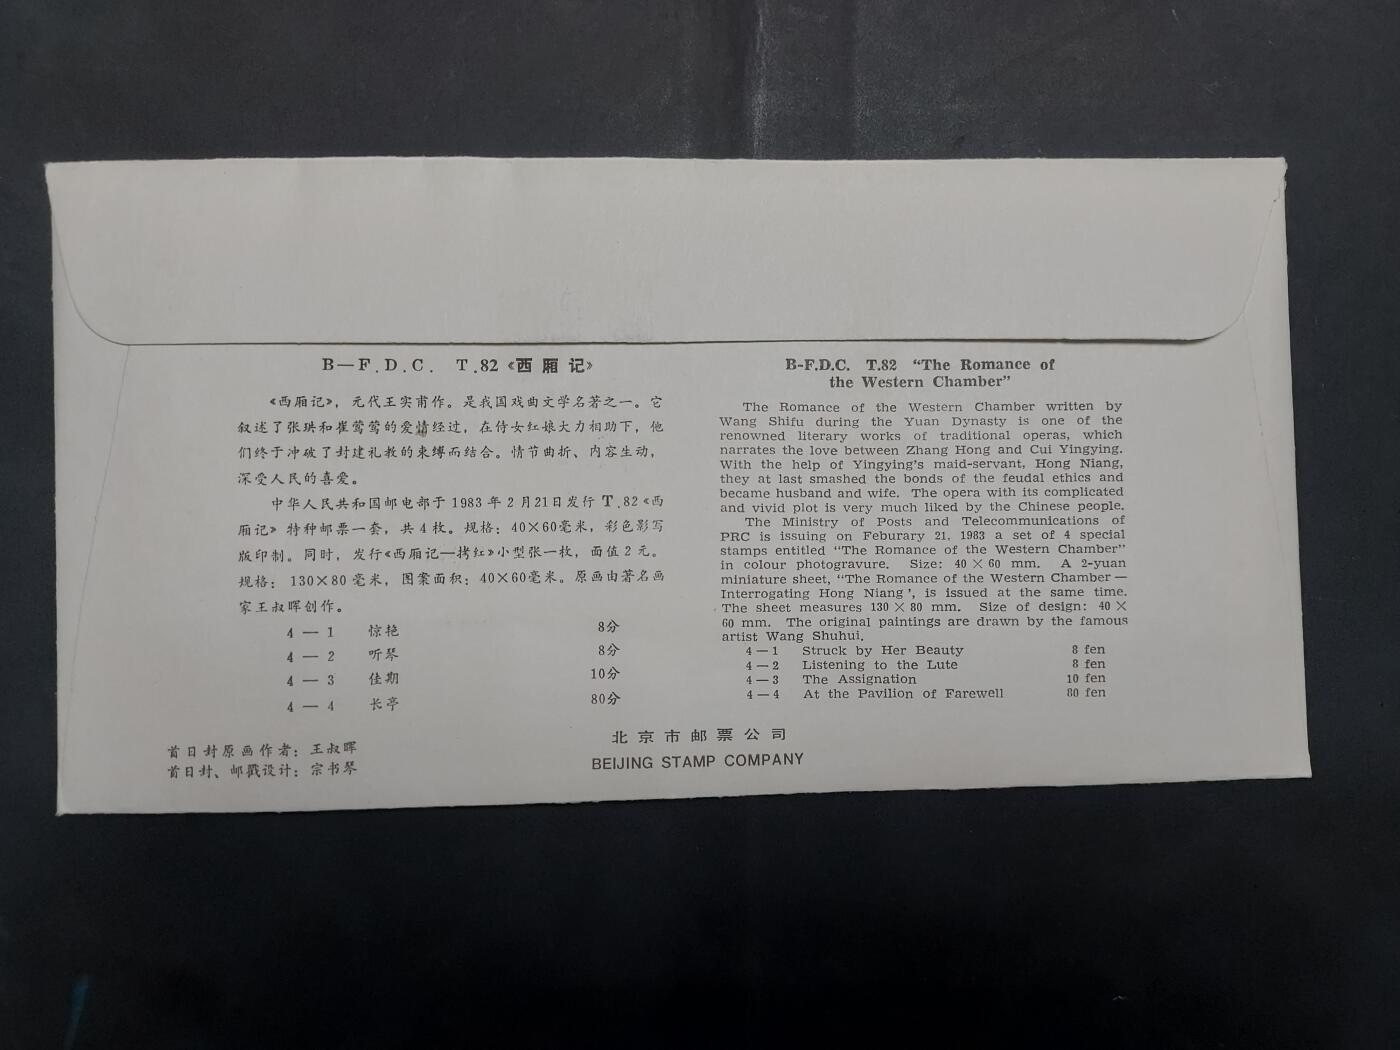 B—F.D.C. T.82《西厢记》
《西厢记》，元代王实甫作。是我国戏曲文学名著之一。它
叙述了张珙和崔莺莺的爱情经过，在侍女红娘大力相助下，他
们终于冲破了封建礼教的束缚而结合。情节曲折、内容生动，
深受人民的喜爱。
中华人民共和国邮电部于1983年2月21日发行T.82《西
厢记》特种邮票一套，共4枚。规格：40×60毫米，彩色影写
版印制。同时，发行《西厢记—拷红》小型张一枚，面值2元。
规格：130×80毫米，图案面积：40×60毫米。原画由著名画
家王叔晖创作。
4 — 1 惊艳 8分
4 — 2 听琴 8分
4 — 3 佳期 10分
4 — 4 长亭 80分
首日封原画作者：王叔晖
首日封、邮戳设计：宗书琴
B-F.D.C. T.82 “The Romance of
the Western Chamber”
The Romance of the Western Chamber written by
Wang Shifu during the Yuan Dynasty is one of the
renowned literary works of traditional operas, which
narrates the love between Zhang Hong and Cui Yingying.
With the help of Yingying's maid-servant, Hong Niang,
they at last smashed the bonds of the feudal ethics and
became husband and wife. The opera with its complicated
and vivid plot is very much liked by the Chinese people.
The Ministry of Posts and Telecommunications of
PRC is issuing on Feburary 21, 1983 a set of 4 special
stamps entitled “The Romance of the Western Chamber”
in colour photogravure. Size: 40 × 60 mm. A 2-yuan
miniature sheet, “The Romance of the Western Chamber —
Interrogating Hong Niang’, is issued at the same time.
The sheet measures 130 × 80 mm. Size of design: 40 ×
60 mm. The original paintings are drawn by the famous
artist Wang Shuhui.
4 — 1 Struck by Her Beauty 8 fen
4 — 2 Listening to the Lute 8 fen
4 — 3 The Assignation 10 fen
4 — 4 At the Pavilion of Farewell 80 fen
北京市邮票公司
BEIJING STAMP COMPANY